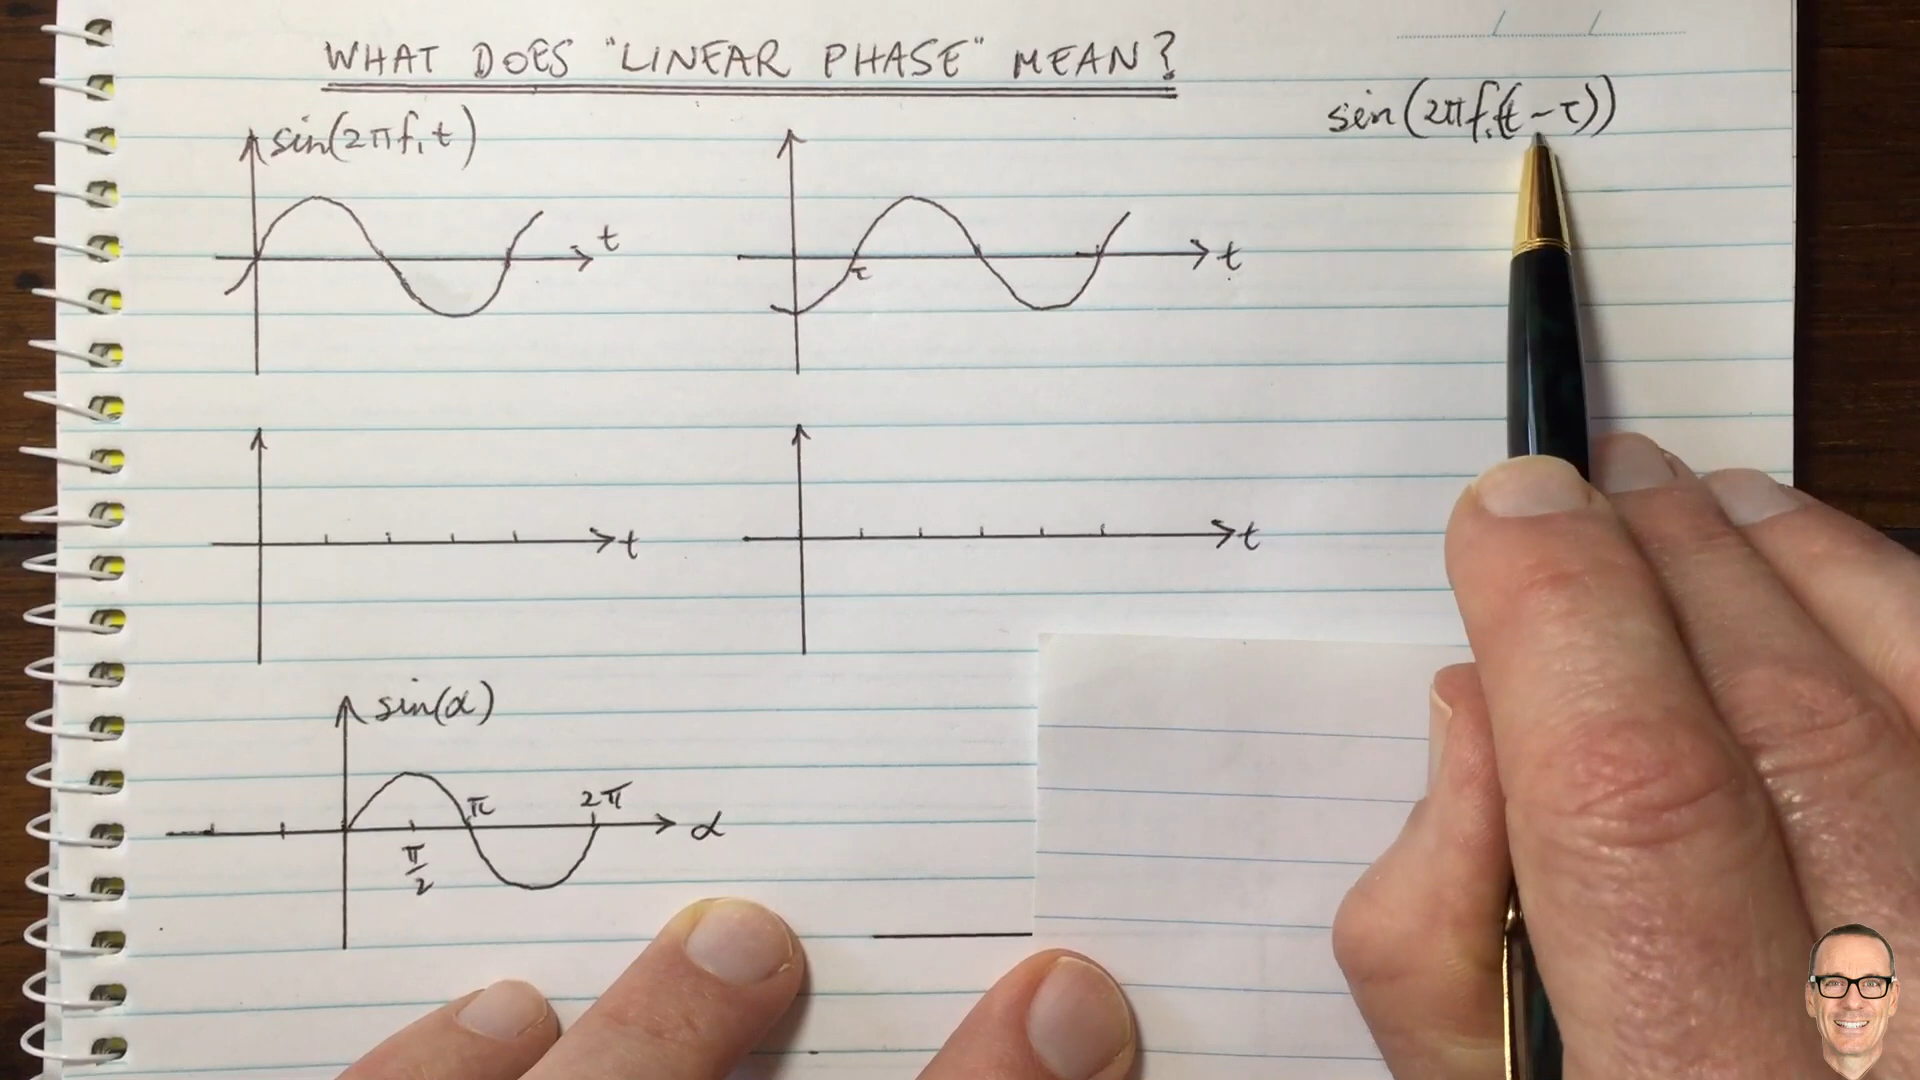 WHAT DOES "LINEAR PHASE" MEAN?
sin(2πf₁(t-τ))
sin(2πf₁t)
t
τ
t
t
t
sin(α)
π
2π
α
π/2